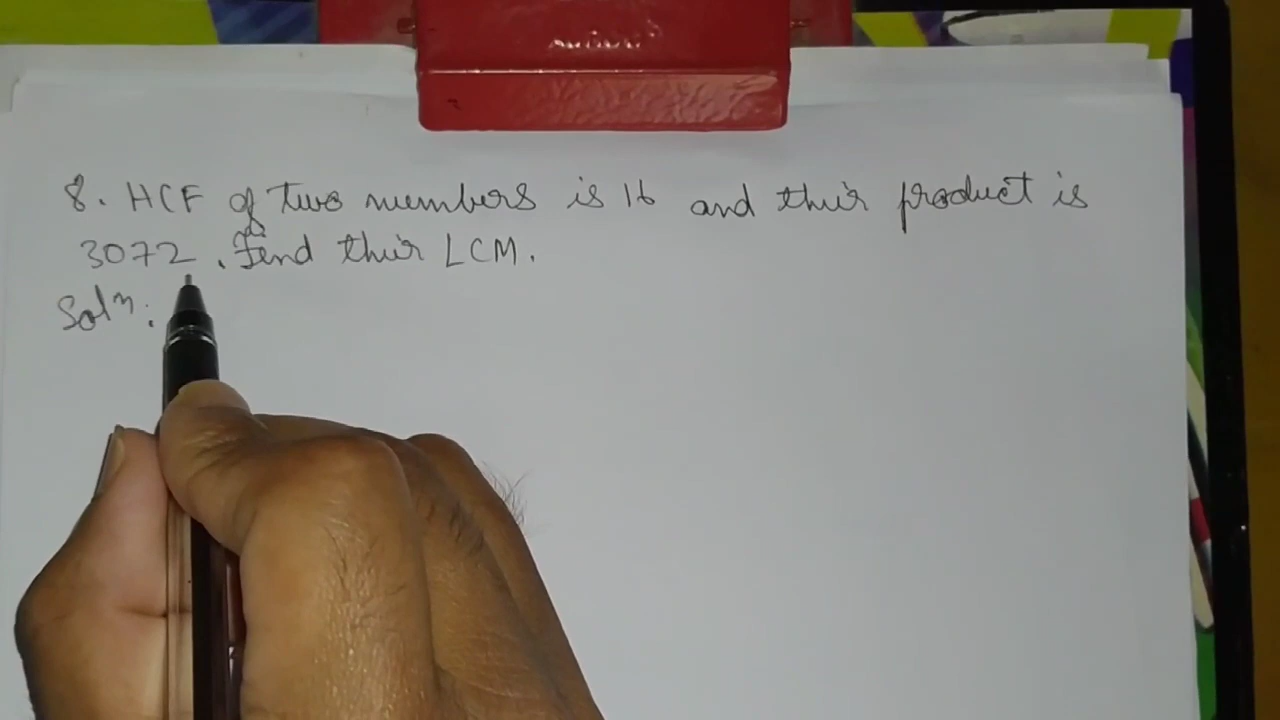 8. HCF of two numbers is 16 and their product is
3072. Find their LCM.
Solⁿ: